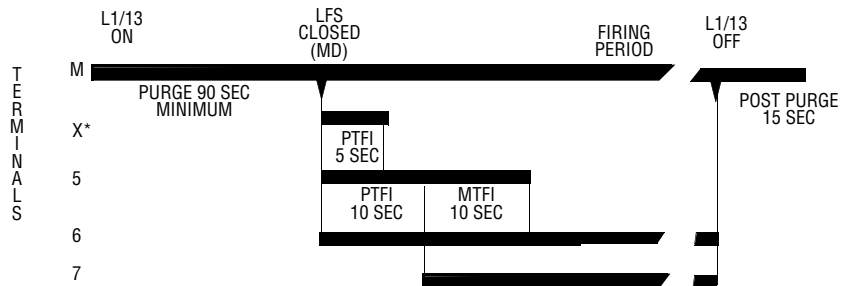 L1/13
ON
LFS
CLOSED
(MD)
FIRING
PERIOD
L1/13
OFF
TERMINALS
M
PURGE 90 SEC
MINIMUM
POST PURGE
15 SEC
X*
PTFI
5 SEC
5
PTFI
10 SEC
MTFI
10 SEC
6
7